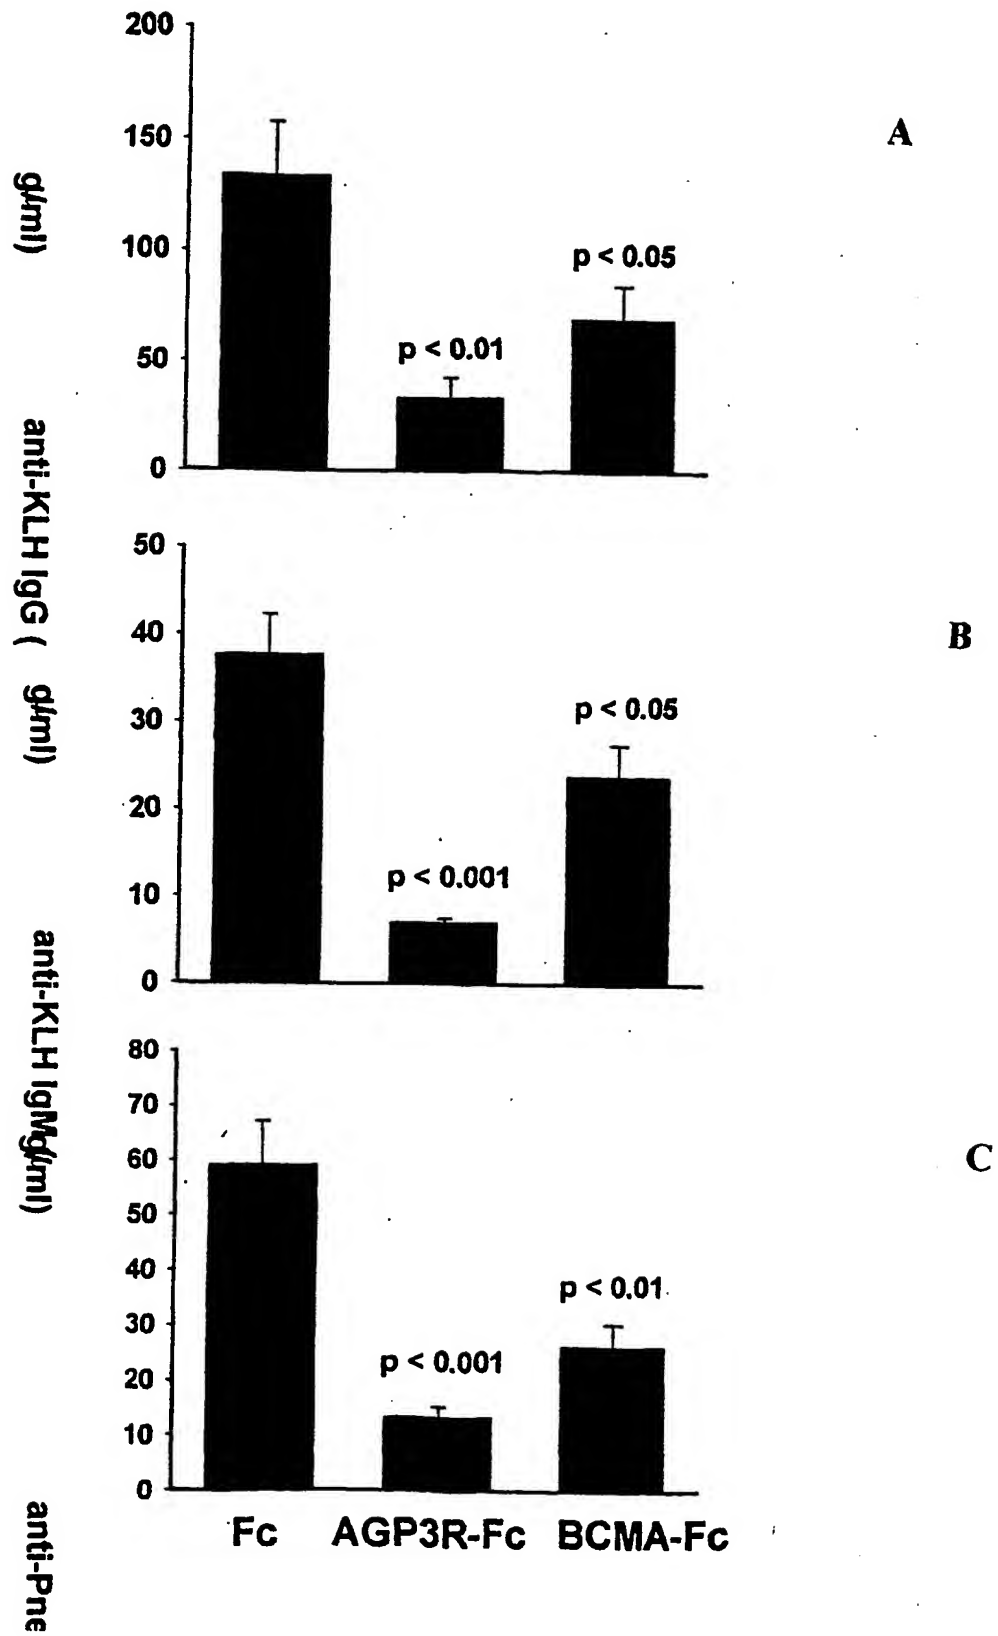 200
150
A
g/ml)
100
p < 0.05
p < 0.01
50
0
anti-KLH IgG (
50
40
B
g/ml)
30
p < 0.05
20
p < 0.001
10
0
anti-KLH IgM
80
70
g/ml)
60
C
50
40
p < 0.01
30
p < 0.001
20
10
0
anti-Pne
Fc AGP3R-Fc BCMA-Fc